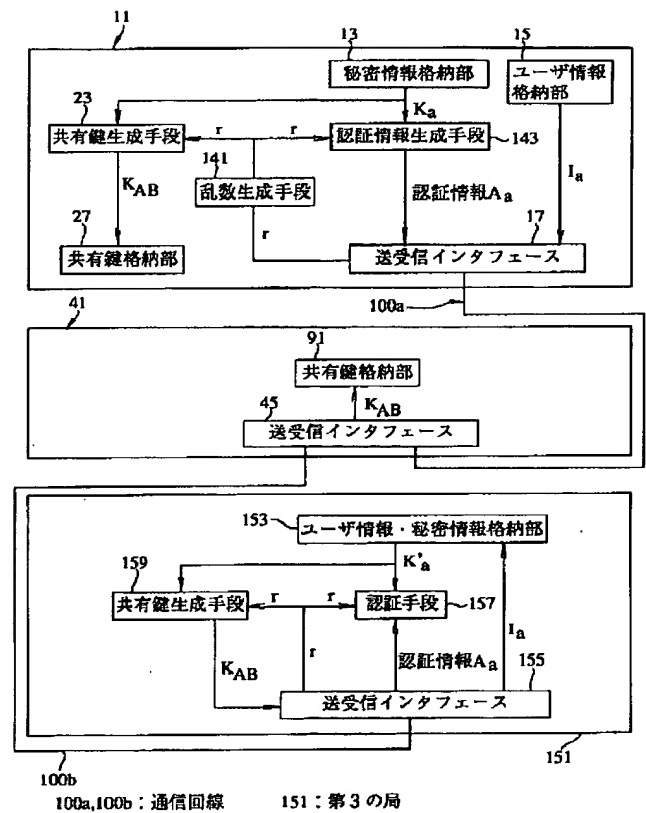 11
13
15
秘密情報格納部
ユーザ情報
格納部
23
共有鍵生成手段
r
r
Ka
認証情報生成手段
143
141
乱数生成手段
KAB
認証情報Aa
Ia
27
共有鍵格納部
r
17
送受信インタフェース
100a
41
91
共有鍵格納部
KAB
45
送受信インタフェース
153
ユーザ情報・秘密情報格納部
K'a
159
共有鍵生成手段
r
r
認証手段
157
Ia
KAB
r
認証情報Aa
155
送受信インタフェース
151
100b
100a,100b：通信回線 151：第3の局